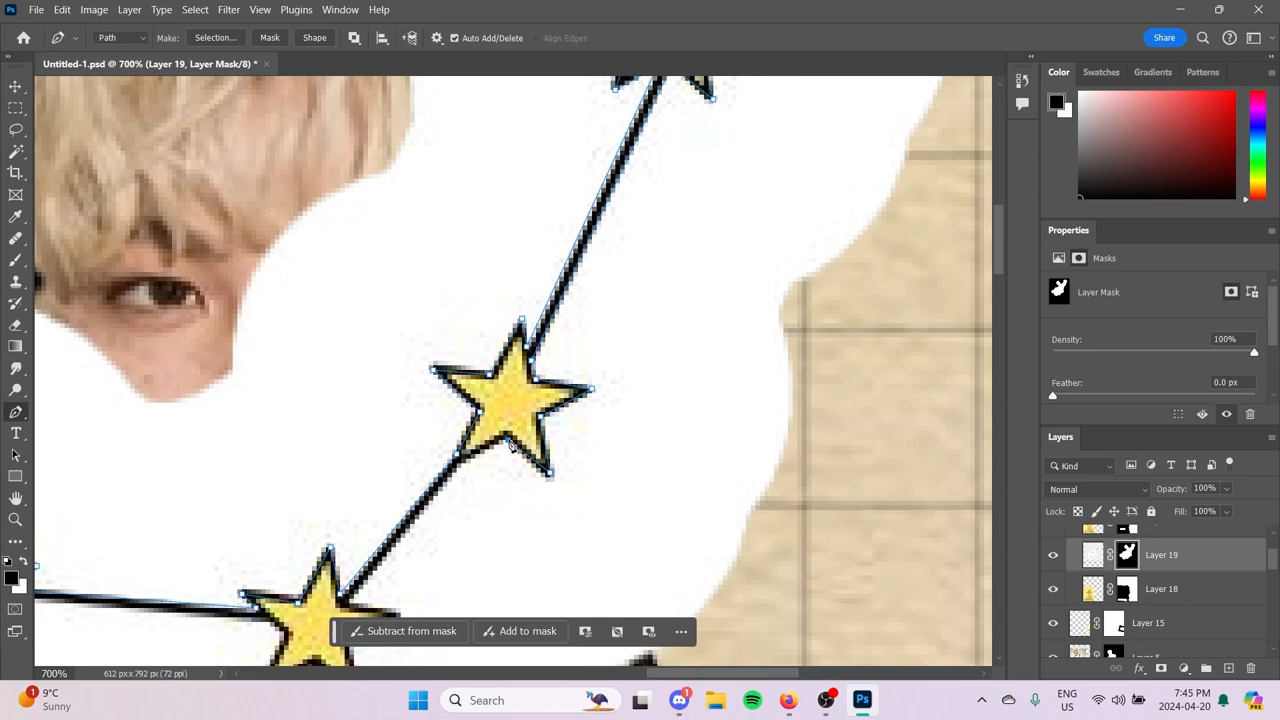 Ps File Edit Image Layer Type Select Filter View Plugins Window Help
Path Make: Selection... Mask Shape Auto Add/Delete Align Edges Share
Untitled-1.psd @ 700% (Layer 19, Layer Mask/8) *
Color Swatches Gradients Patterns
Properties
Masks
Layer Mask
Density: 100%
Feather: 0.0 px
Layers
Kind
Normal Opacity: 100%
Lock: Fill: 100%
Layer 19
Layer 18
Layer 15
Subtract from mask Add to mask
700% 612 px x 792 px (72 ppi)
1 9°C
Sunny
Search
1
Ps
ENG
US
7:45 PM
2024-04-20